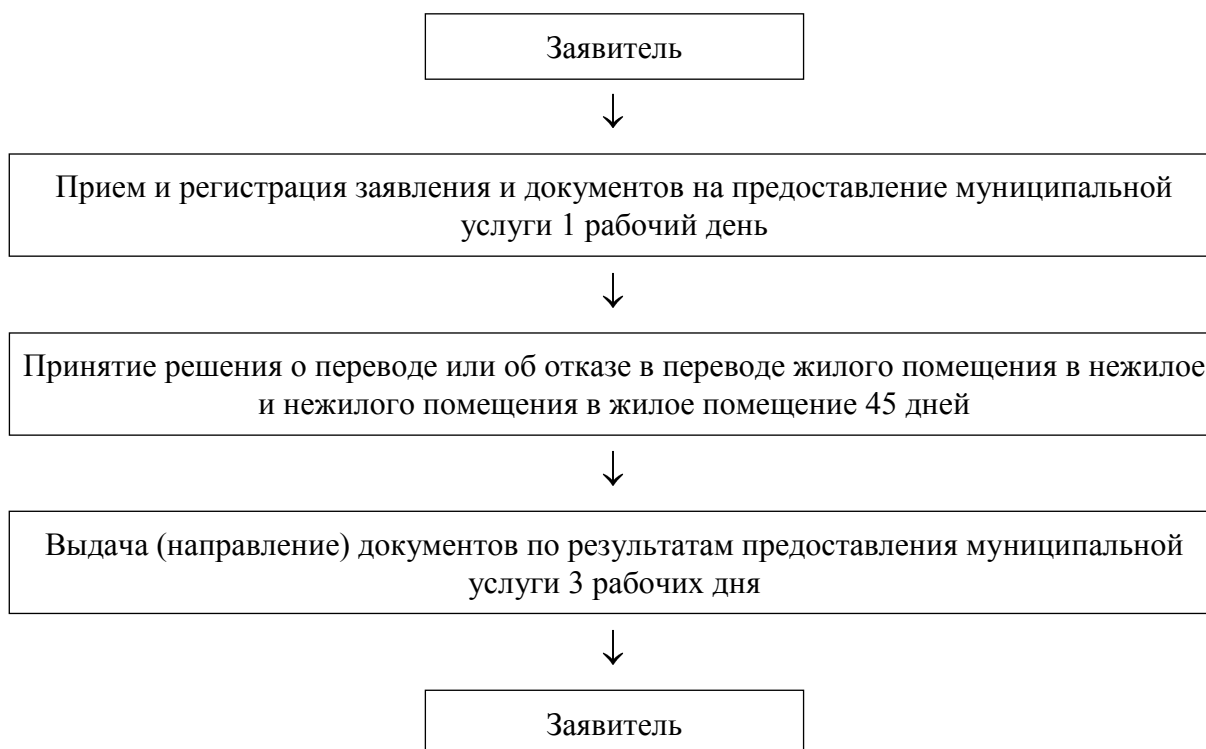 Заявитель
Прием и регистрация заявления и документов на предоставление муниципальной
услуги 1 рабочий день
Принятие решения о переводе или об отказе в переводе жилого помещения в нежилое
и нежилого помещения в жилое помещение 45 дней
Выдача (направление) документов по результатам предоставления муниципальной
услуги 3 рабочих дня
Заявитель